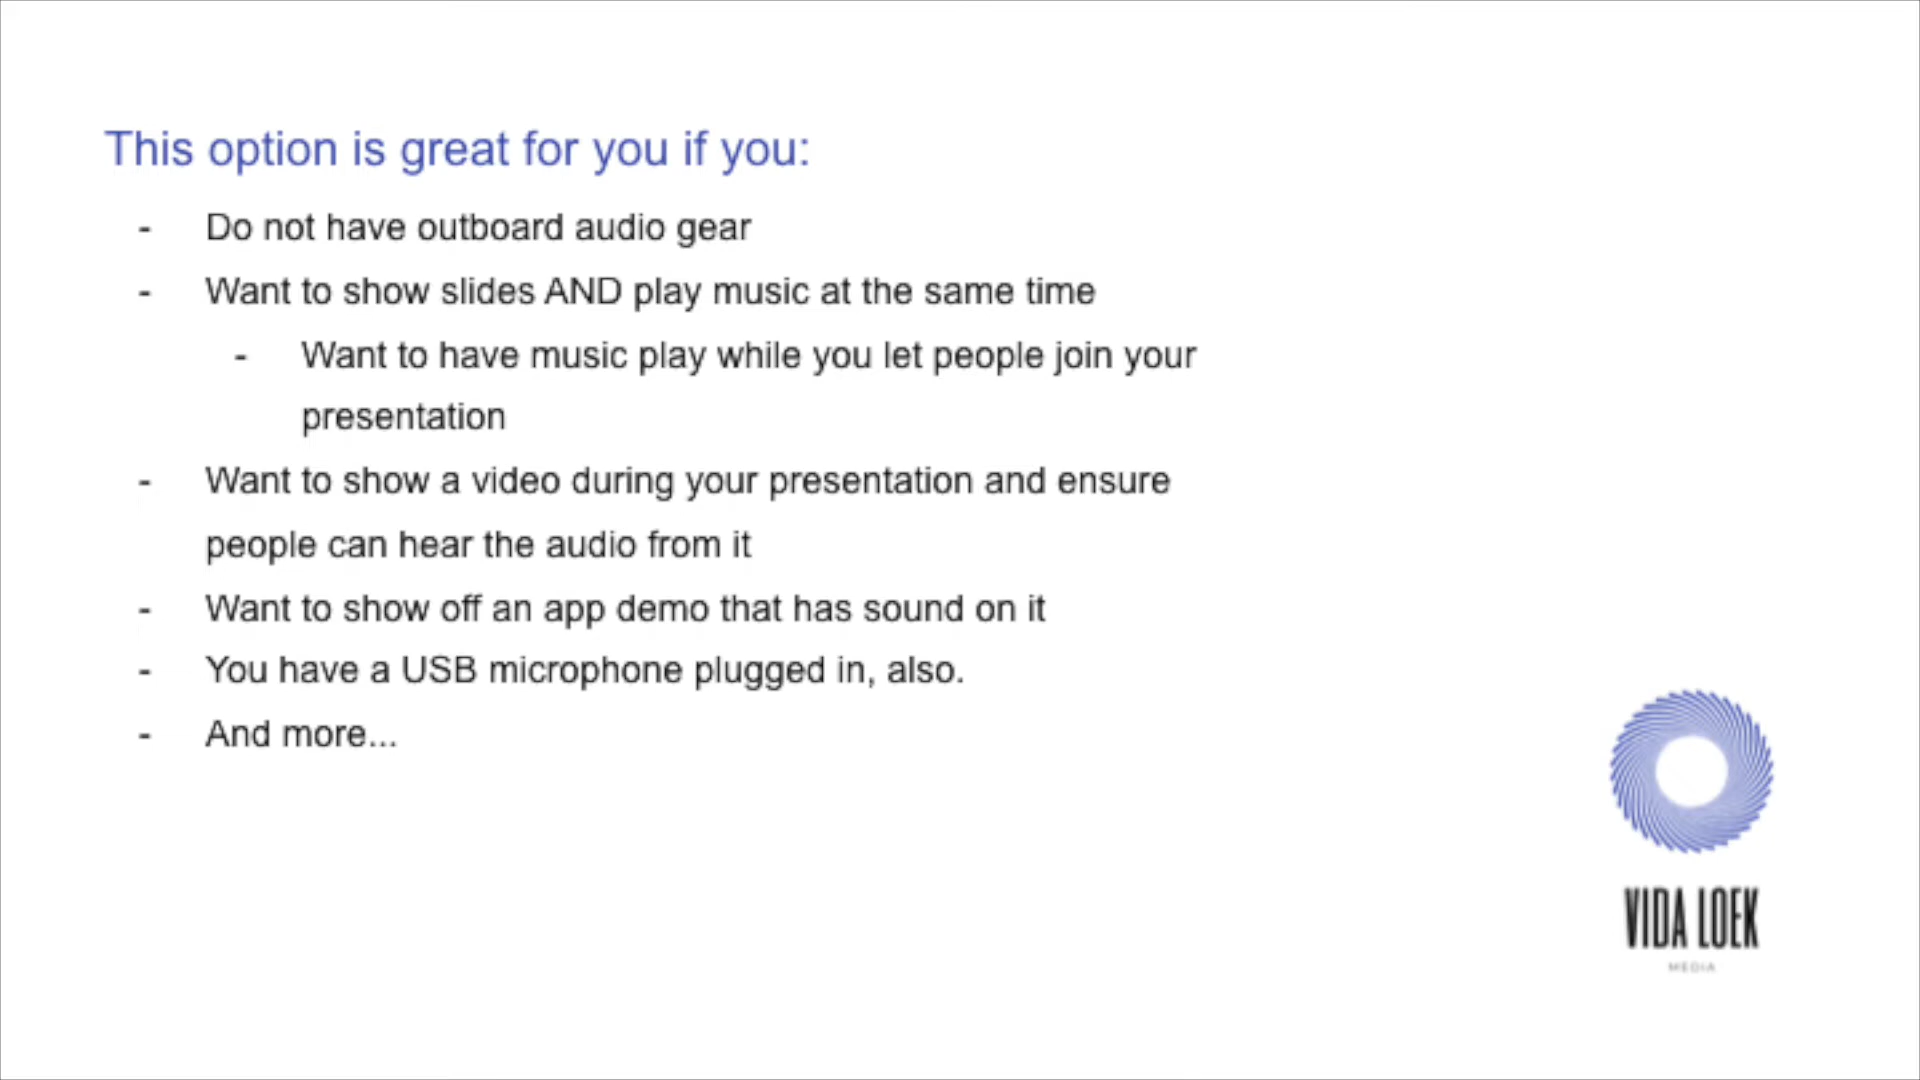 This option is great for you if you:
- Do not have outboard audio gear
- Want to show slides AND play music at the same time
- Want to have music play while you let people join your
presentation
- Want to show a video during your presentation and ensure
people can hear the audio from it
- Want to show off an app demo that has sound on it
- You have a USB microphone plugged in, also.
- And more...
VIDA LOEK
MEDIA